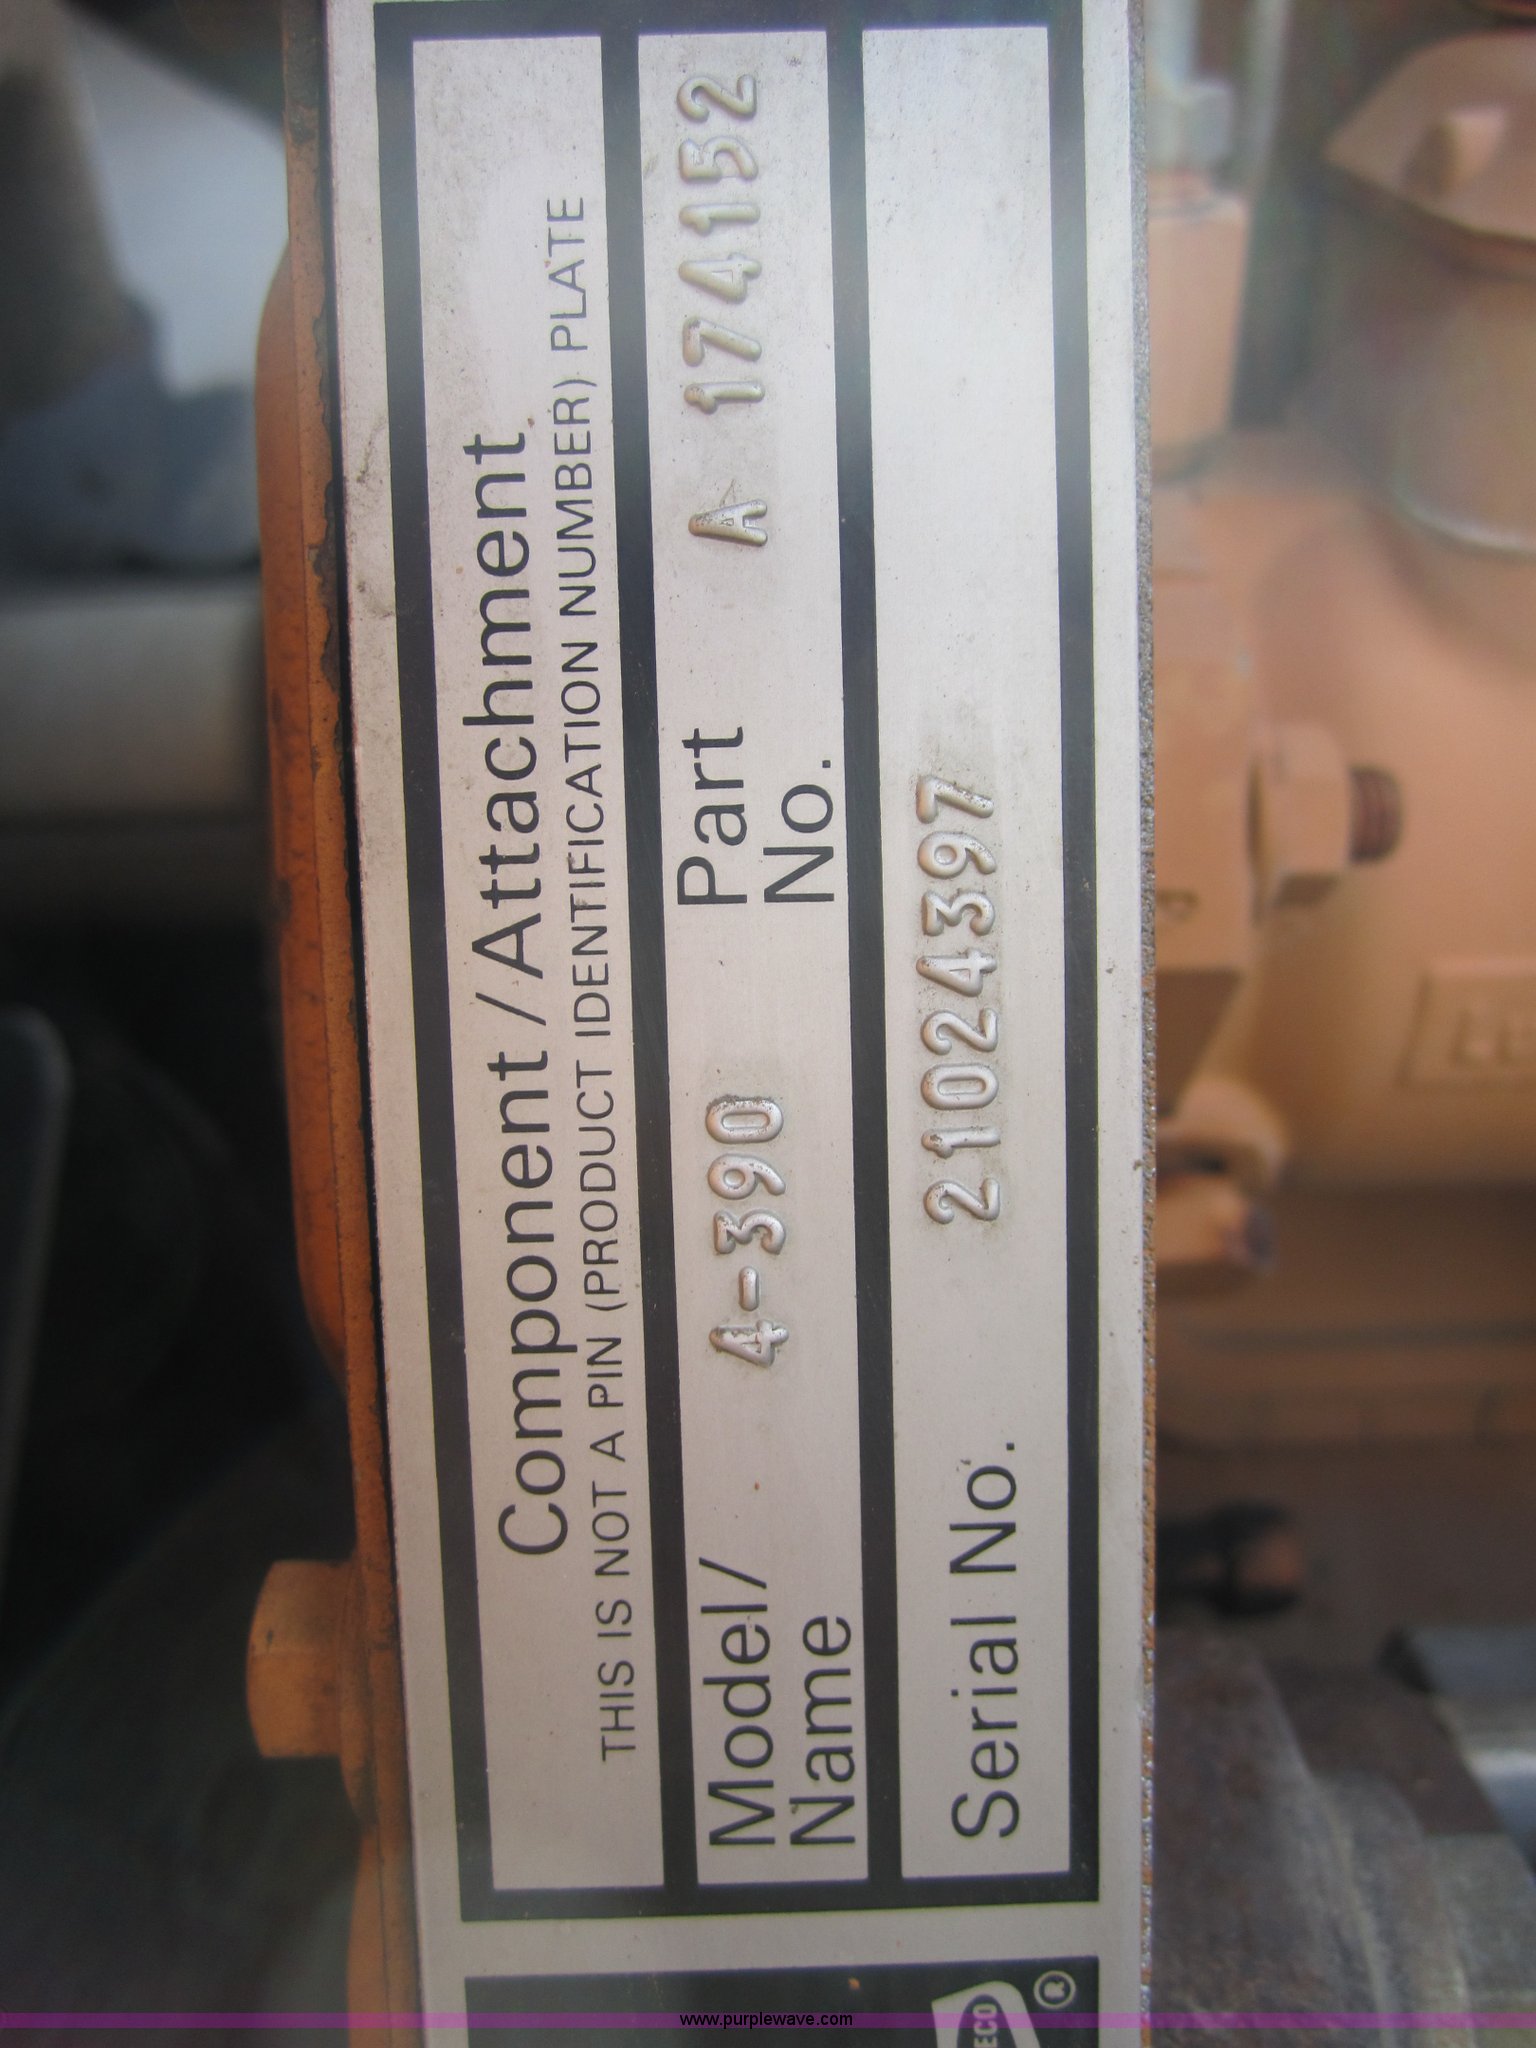 Component/Attachment
THIS IS NOT A PIN (PRODUCT IDENTIFICATION NUMBER) PLATE
Model/
Name
4-390
Part
No.
A 174152
Serial No.
21024397
ECO
®
www.purplewave.com